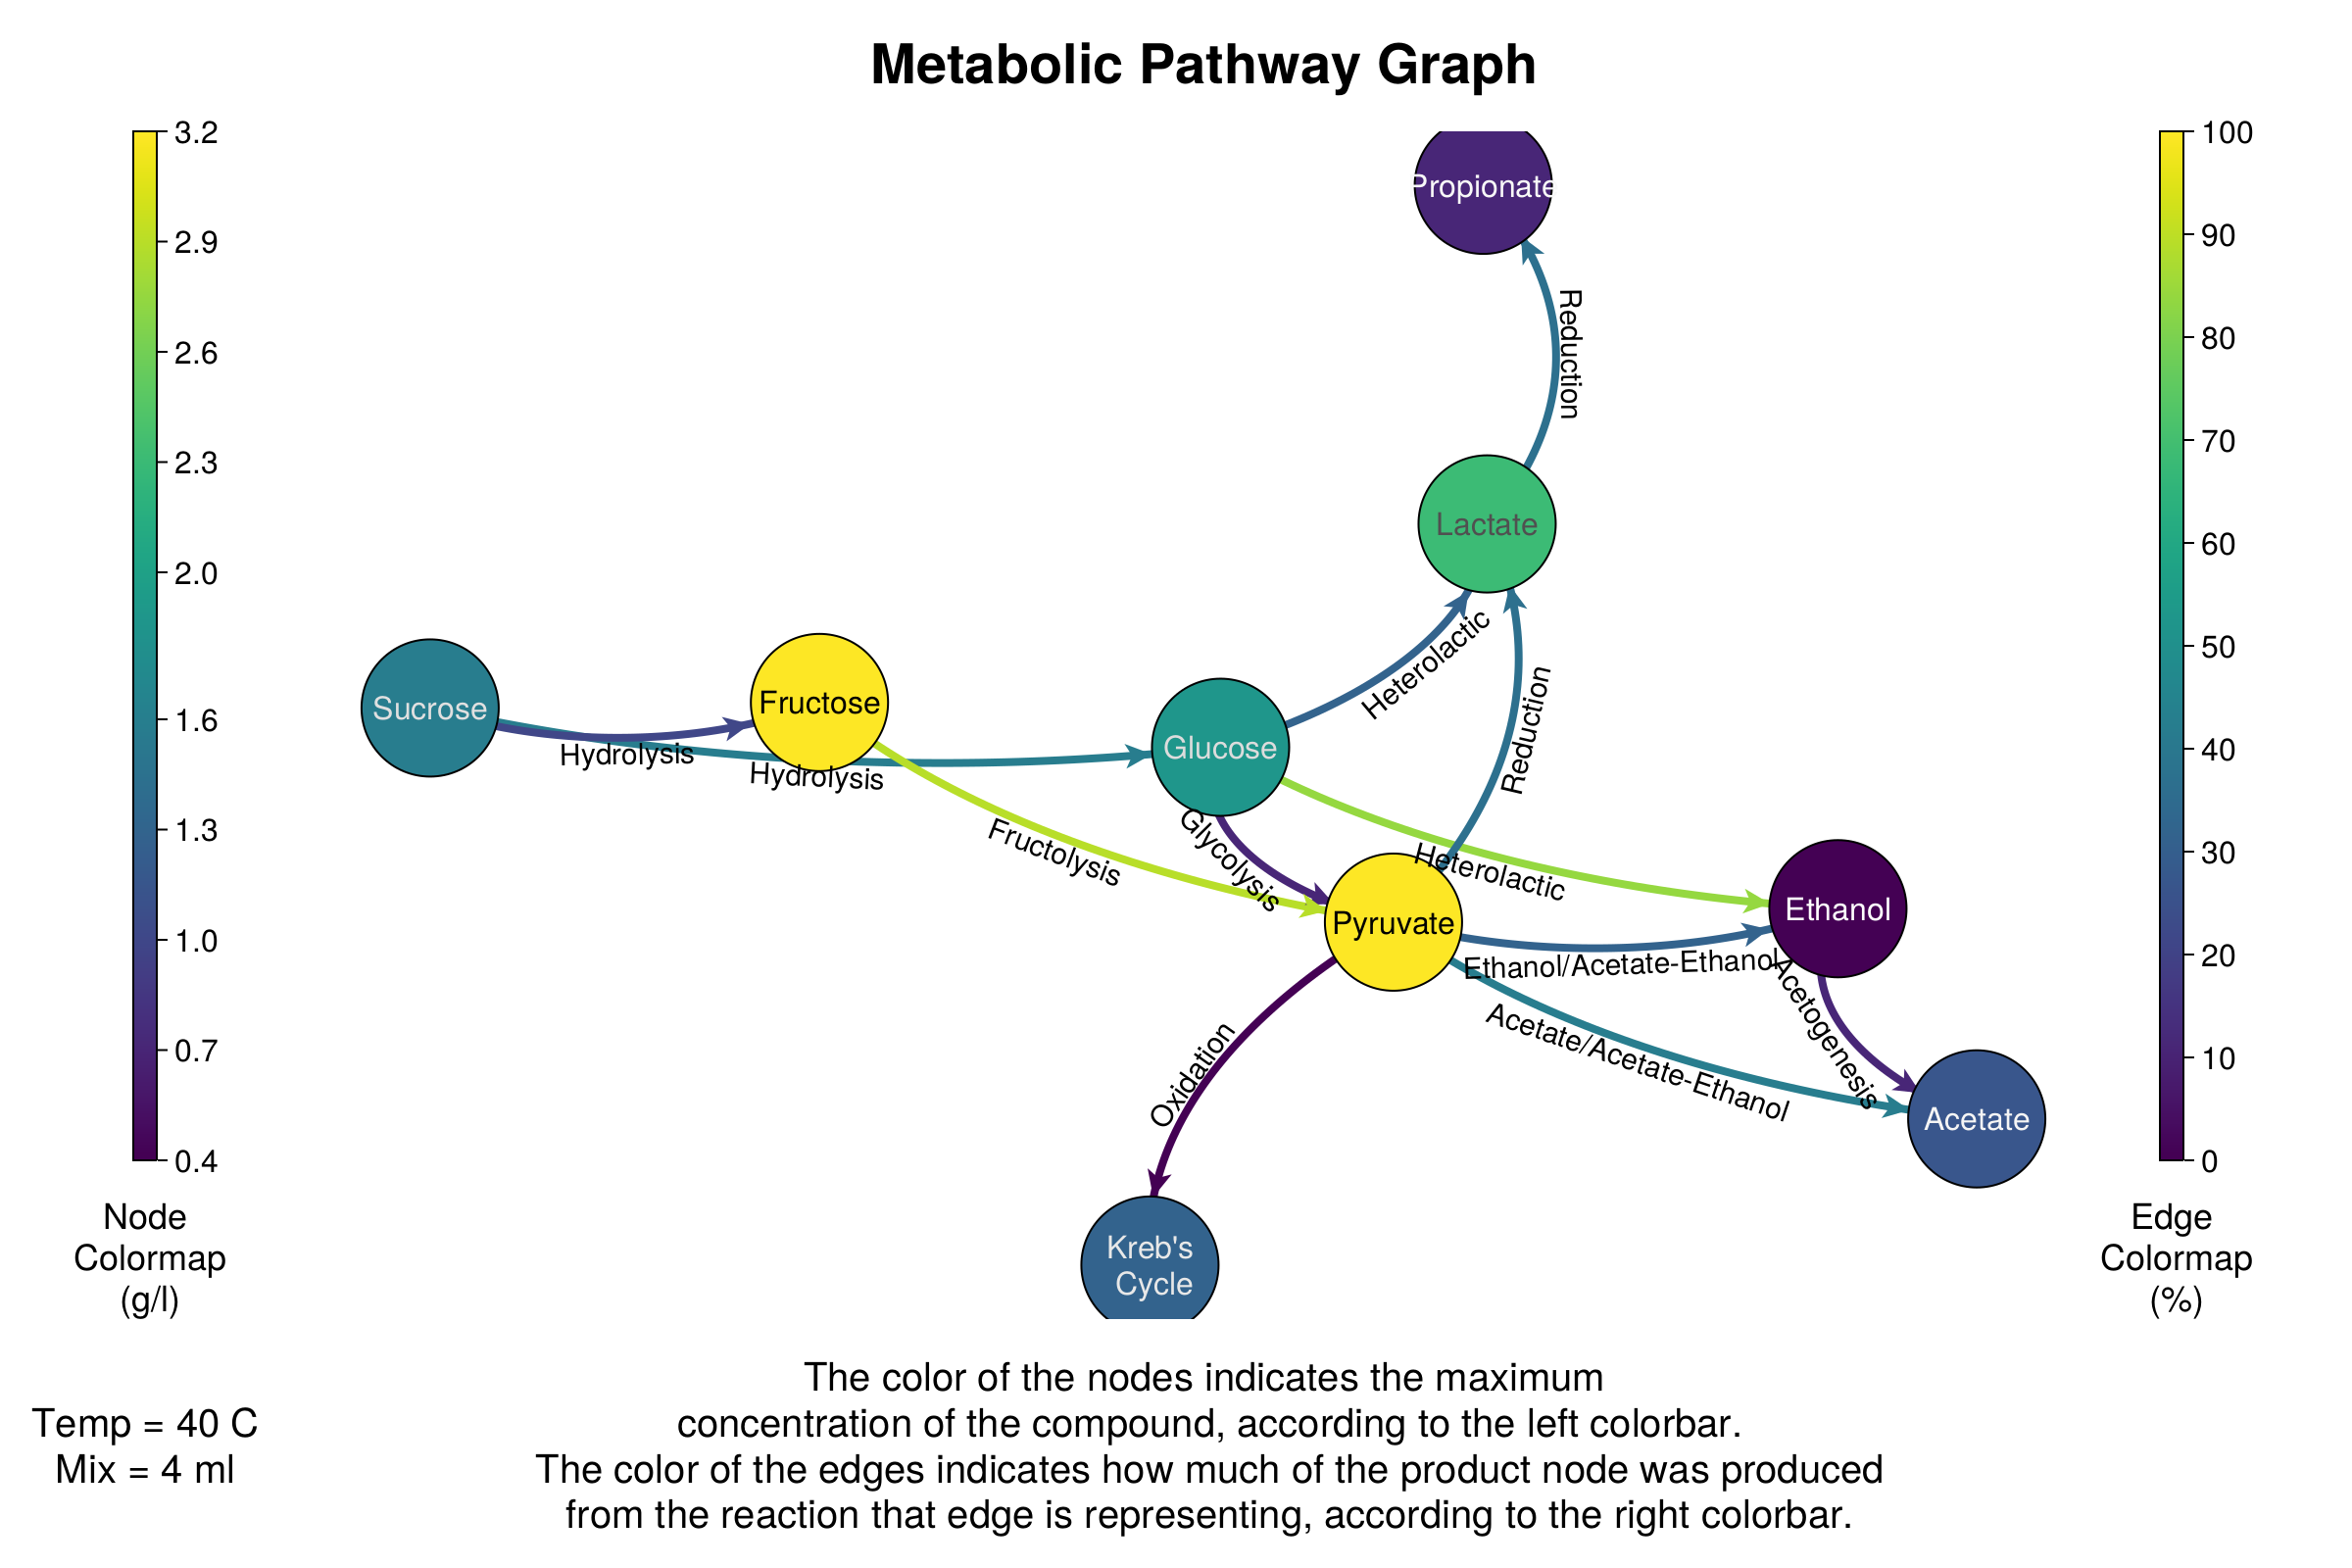 Metabolic Pathway Graph
3.2
2.9
2.6
2.3
2.0
1.6
1.3
1.0
0.7
0.4
Node
Colormap
(g/l)
Propionate
Reduction
Lactate
Heterolactic
Reduction
Sucrose
Fructose
Glucose
Hydrolysis
Hydrolysis
Fructolysis
Glycolysis
Heterolactic
Pyruvate
Ethanol
Ethanol/Acetate-Ethanol
Acetogenesis
Acetate/Acetate-Ethanol
Acetate
Oxidation
Kreb's
Cycle
100
90
80
70
60
50
40
30
20
10
0
Edge
Colormap
(%)
Temp = 40 C
Mix = 4 ml
The color of the nodes indicates the maximum
concentration of the compound, according to the left colorbar.
The color of the edges indicates how much of the product node was produced
from the reaction that edge is representing, according to the right colorbar.